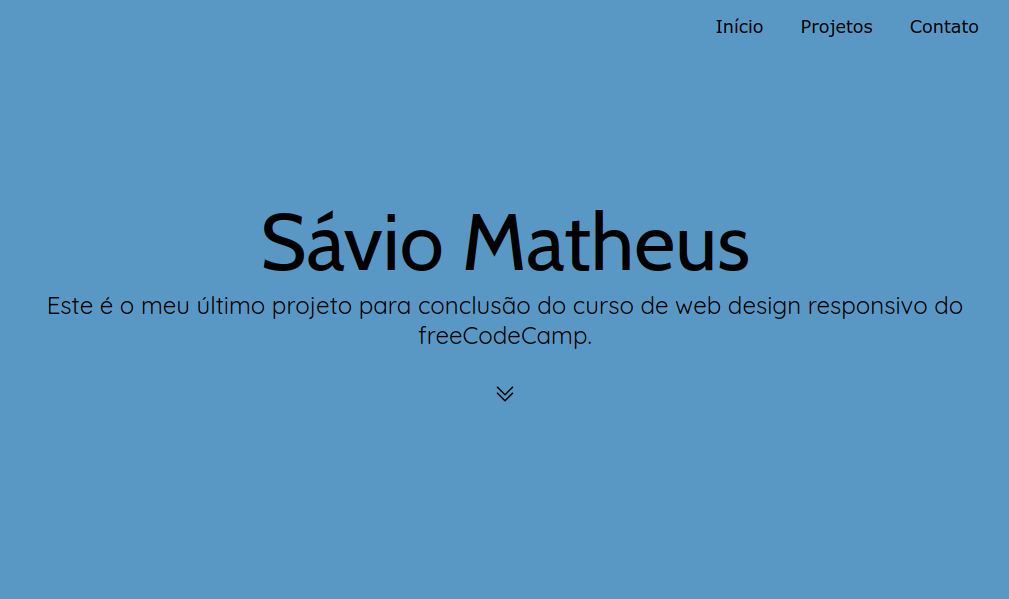 Início Projetos Contato
Sávio Matheus
Este é o meu último projeto para conclusão do curso de web design responsivo do
freeCodeCamp.